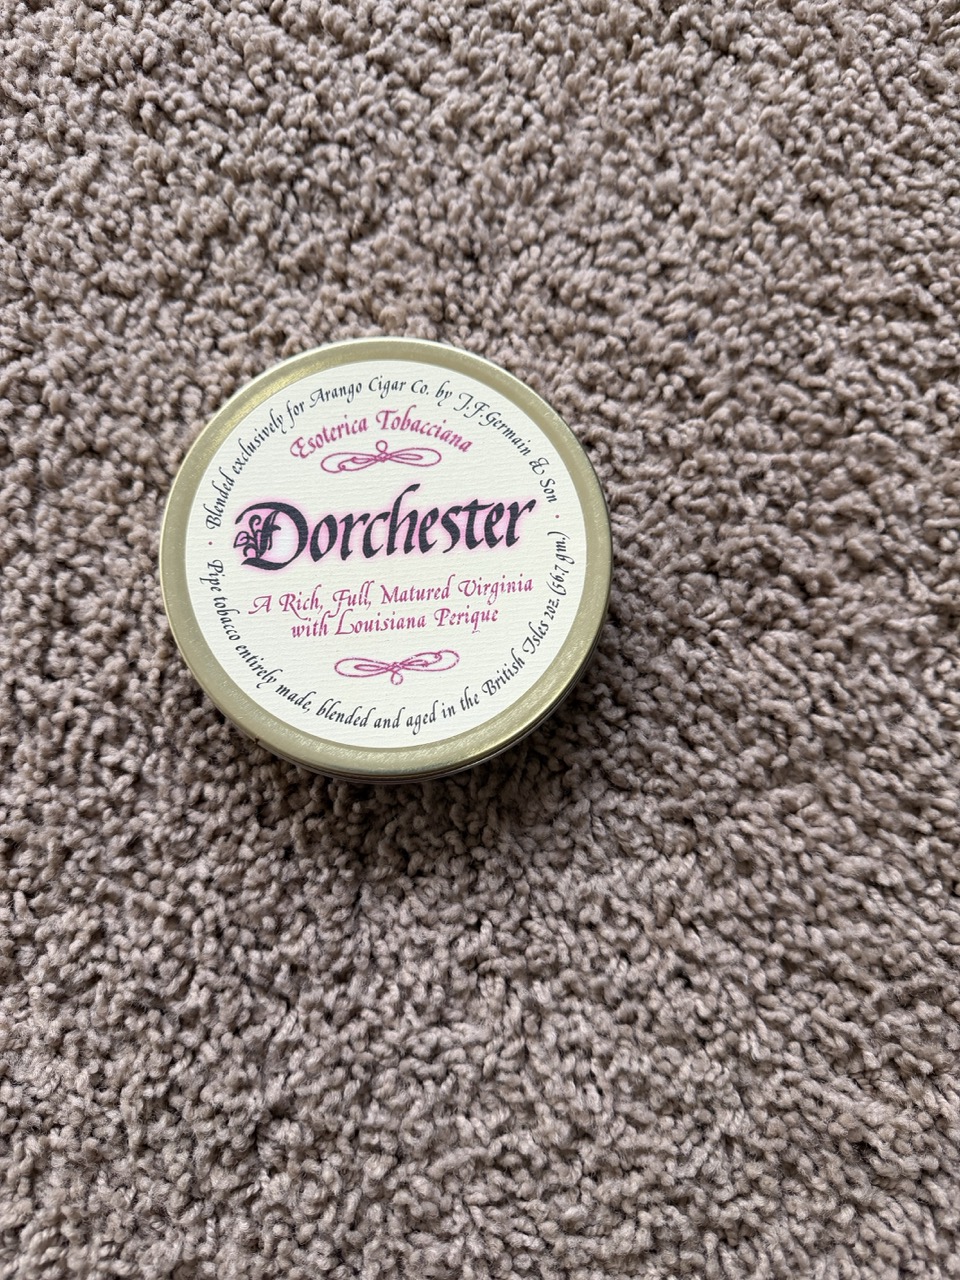 Blended exclusively for Arango Cigar Co. by J.F. Germain & Son
Esoterica Tobacciana
Dorchester
A Rich, Full, Matured Virginia
with Louisiana Perique
Pipe tobacco entirely made, blended and aged in the British Isles 2oz. (56.7 gm.)